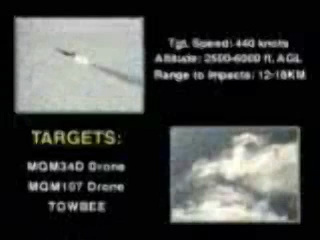 Tgt. Speed: 440 knots
Altitude: 2500-6000 ft. AGL
Range to Impacts: 12-18KM
TARGETS:
MQM34D Drone
MQM107 Drone
TOWBEE